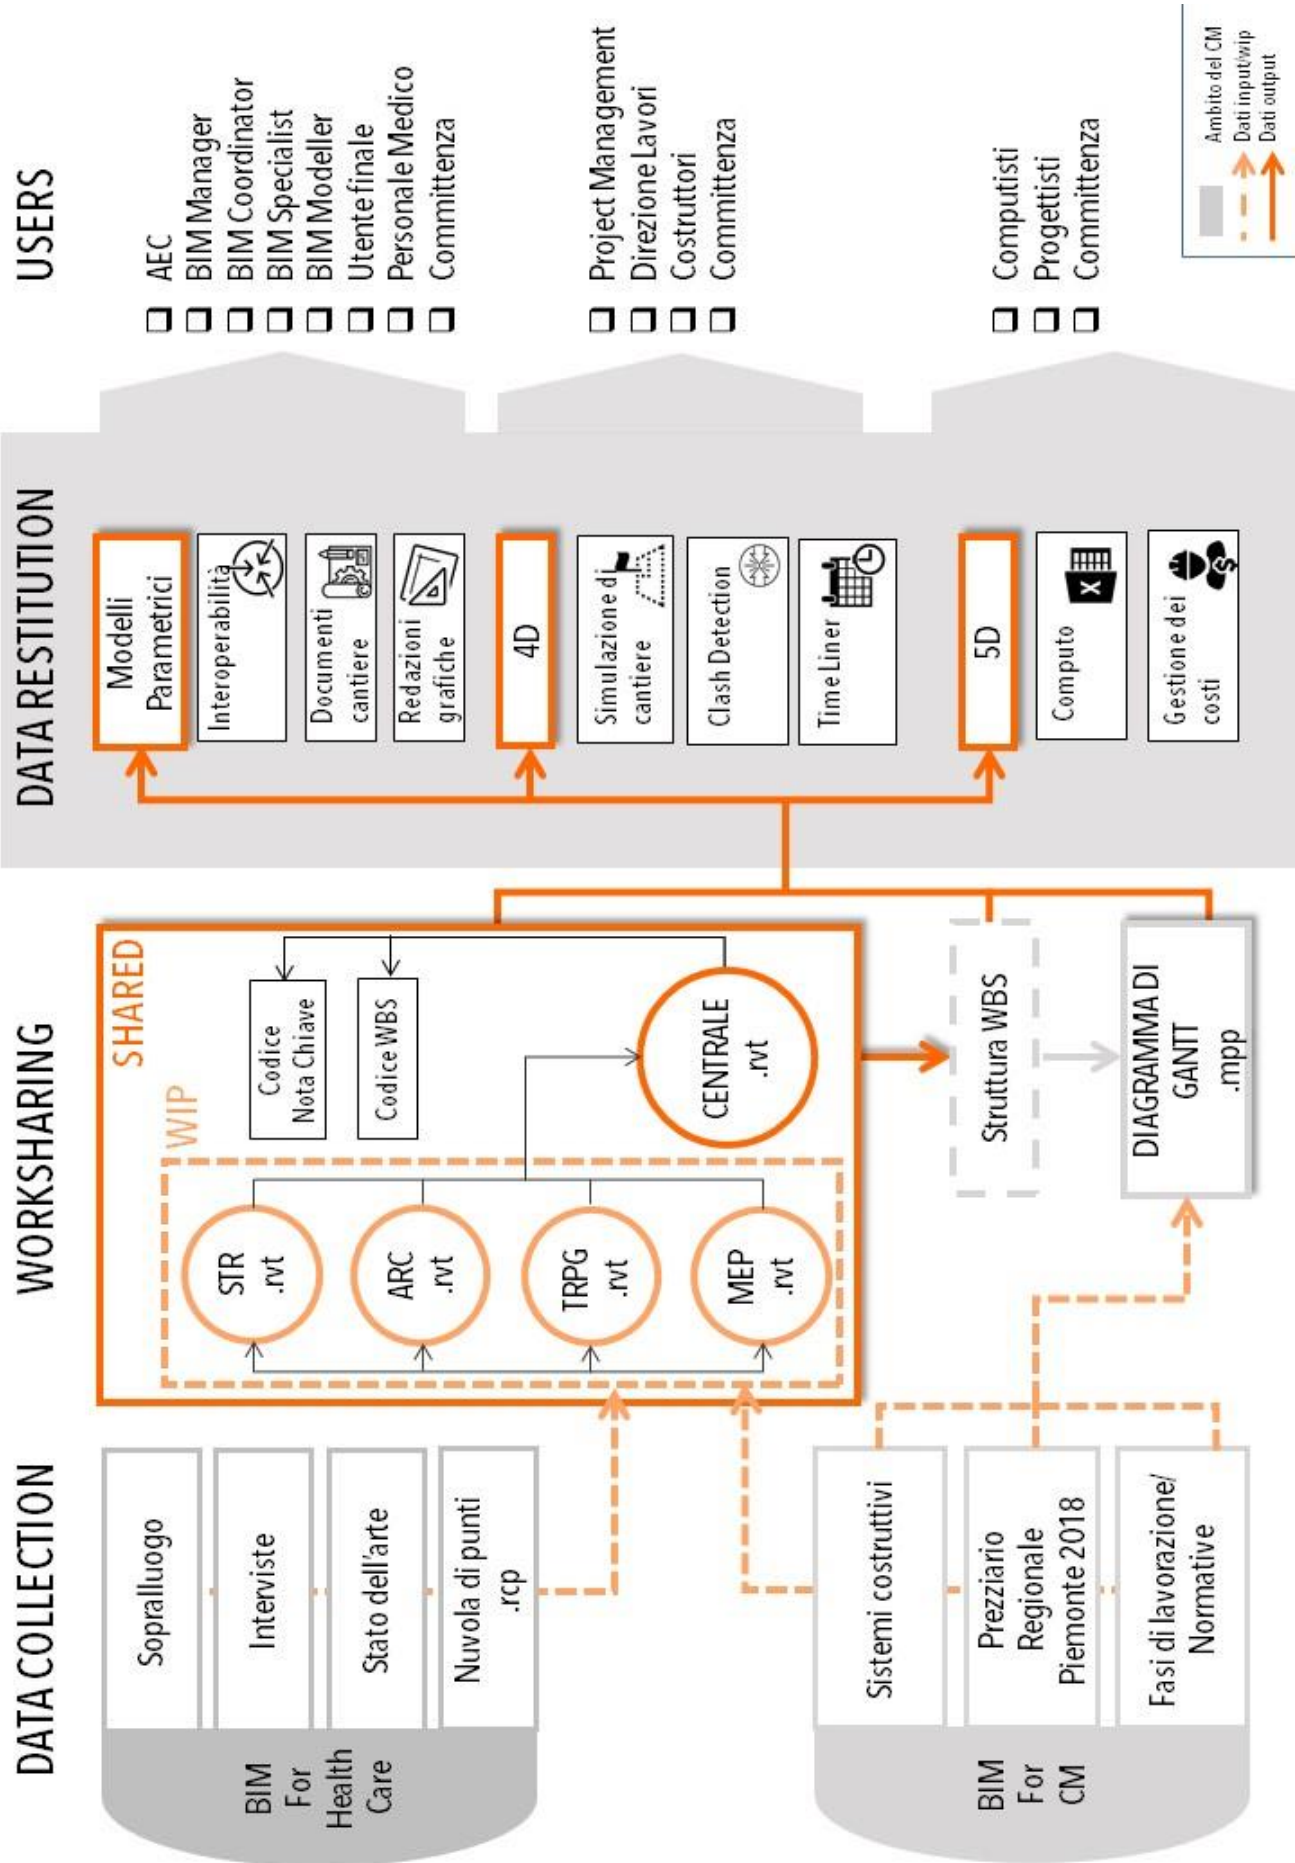 DATA COLLECTION
BIM
For
Health
Care
Sopralluogo
Interviste
Stato dell'arte
Nuvola di punti
.rcp
BIM
For
CM
Sistemi costruttivi
Prezziario
Regionale
Piemonte 2018
Fasi di lavorazione/
Normative
WORKSHARING
SHARED
WIP
STR
.rvt
ARC
.rvt
TRPG
.rvt
MEP
.rvt
Codice
Nota Chiave
Codice WBS
CENTRALE
.rvt
Struttura WBS
DIAGRAMMA DI
GANTT
.mpp
DATA RESTITUTION
Modelli
Parametrici
Interoperabilità
Documenti
cantiere
Redazioni
grafiche
4D
Simulazione di
cantiere
Clash Detection
Time Liner
5D
Computo
X
Gestione dei
costi
$
USERS
AEC
BIM Manager
BIM Coordinator
BIM Specialist
BIM Modeller
Utente finale
Personale Medico
Committenza
Project Management
Direzione Lavori
Costruttori
Committenza
Computisti
Progettisti
Committenza
Ambito del CM
Dati input/wip
Dati output